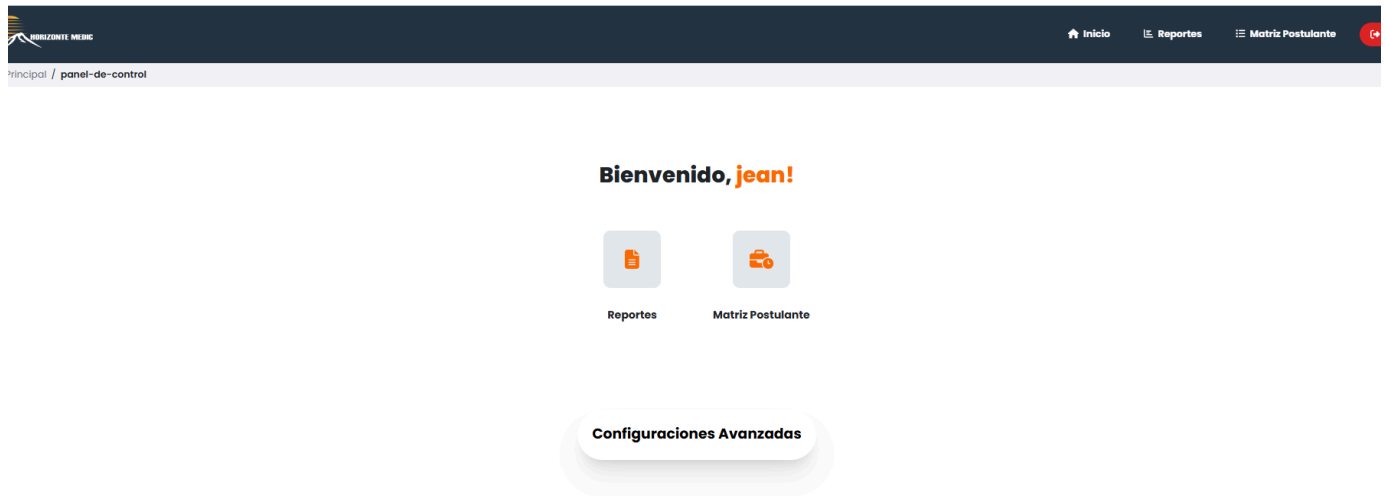 HORIZONTE MEDIC
Inicio
Reportes
Matriz Postulante
Principal / panel-de-control
Bienvenido, jean!
Reportes
Matriz Postulante
Configuraciones Avanzadas